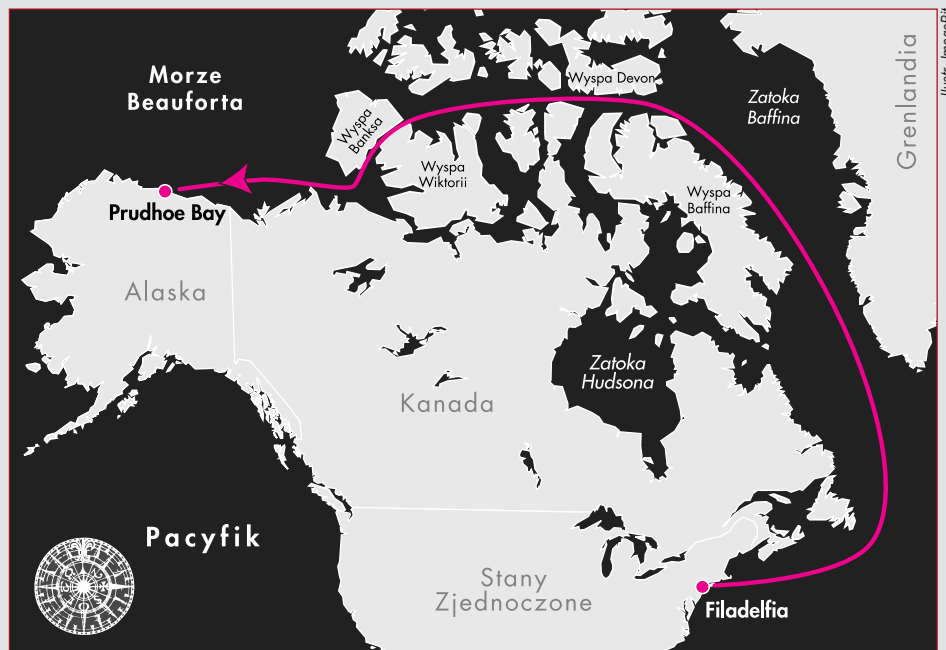 Morze
Beauforta
Wyspa
Banksa
Wyspa
Wiktorii
Wyspa Devon
Zatoka
Baffina
Grenlandia
Wyspa
Baffina
Prudhoe Bay
Alaska
Kanada
Zatoka
Hudsona
Pacyfik
Stany
Zjednoczone
Filadelfia